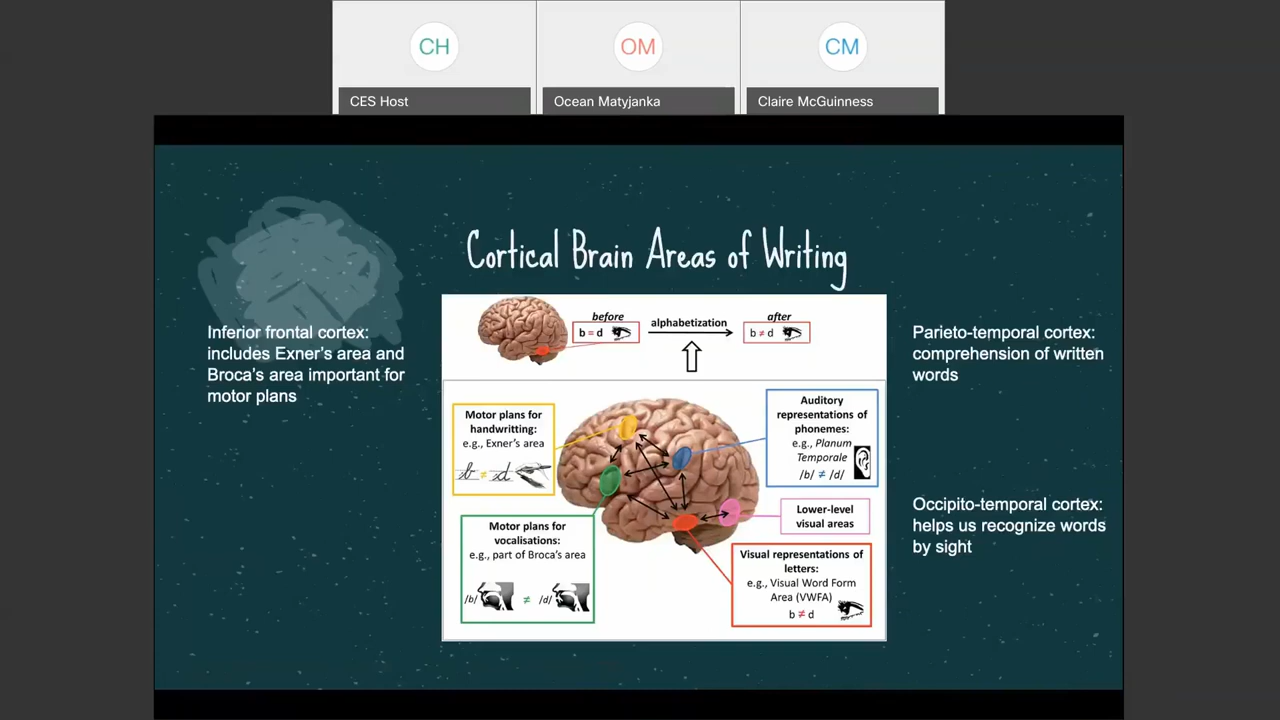 CH
OM
CM
CES Host
Ocean Matyjanka
Claire McGuinness
Cortical Brain Areas of Writing
Inferior frontal cortex:
includes Exner's area and
Broca's area important for
motor plans
before
b = d
alphabetization
after
b ≠ d
Motor plans for
handwritting:
e.g., Exner's area
b ≠ d
Motor plans for
vocalisations:
e.g., part of Broca's area
/b/ ≠ /d/
Auditory
representations of
phonemes:
e.g., Planum
Temporale
/b/ ≠ /d/
Lower-level
visual areas
Visual representations of
letters:
e.g., Visual Word Form
Area (VWFA)
b ≠ d
Parieto-temporal cortex:
comprehension of written
words
Occipito-temporal cortex:
helps us recognize words
by sight